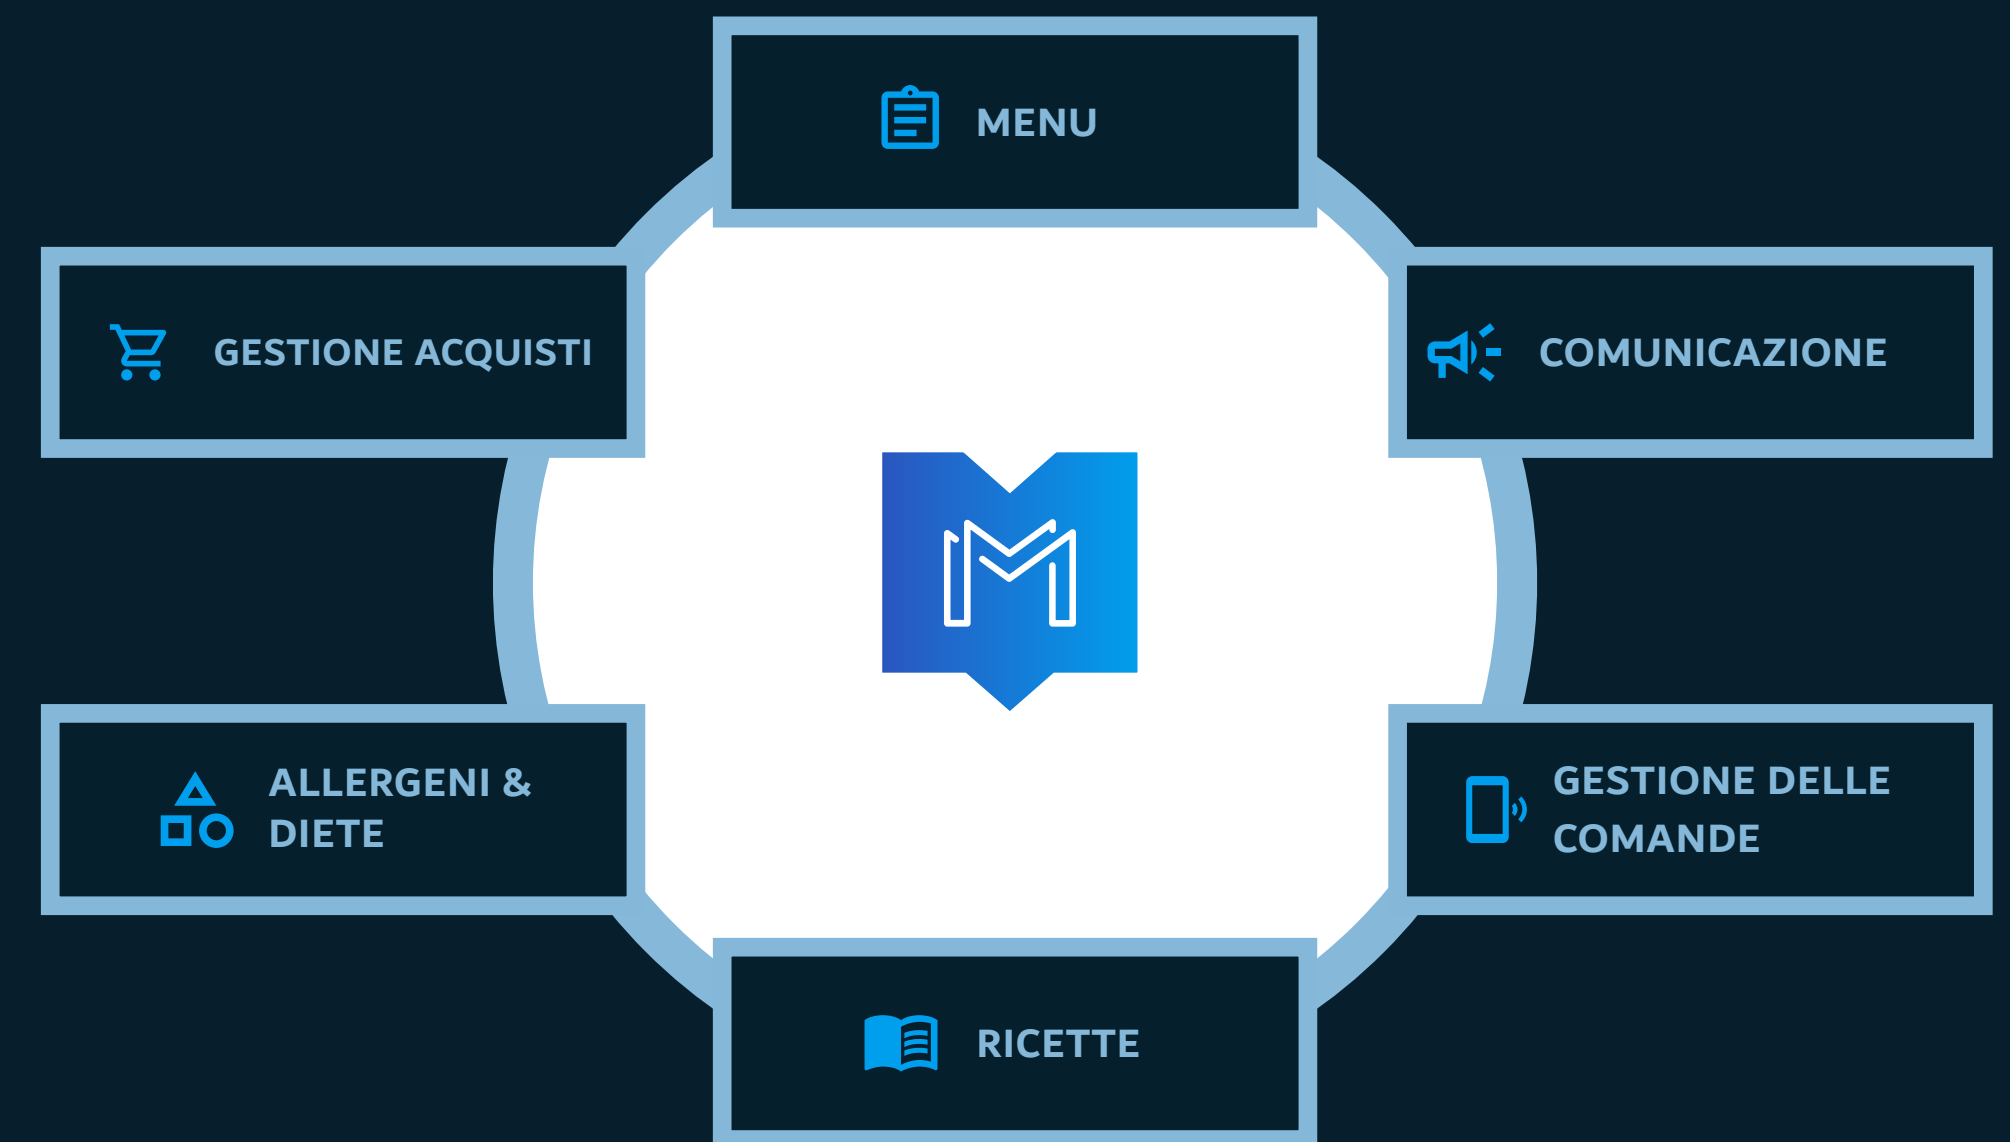 MENU
GESTIONE ACQUISTI
COMUNICAZIONE
ALLERGENI &
DIETE
GESTIONE DELLE
COMANDE
RICETTE
M